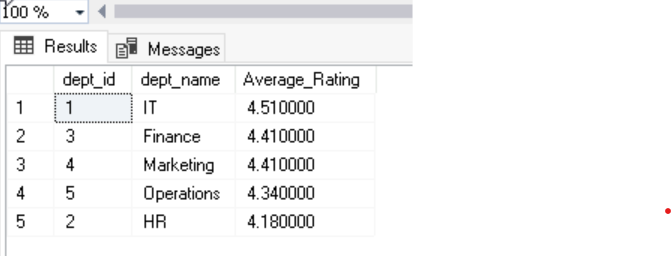 100 %
Results Messages
dept_id dept_name Average_Rating
1 1 IT 4.510000
2 3 Finance 4.410000
3 4 Marketing 4.410000
4 5 Operations 4.340000
5 2 HR 4.180000